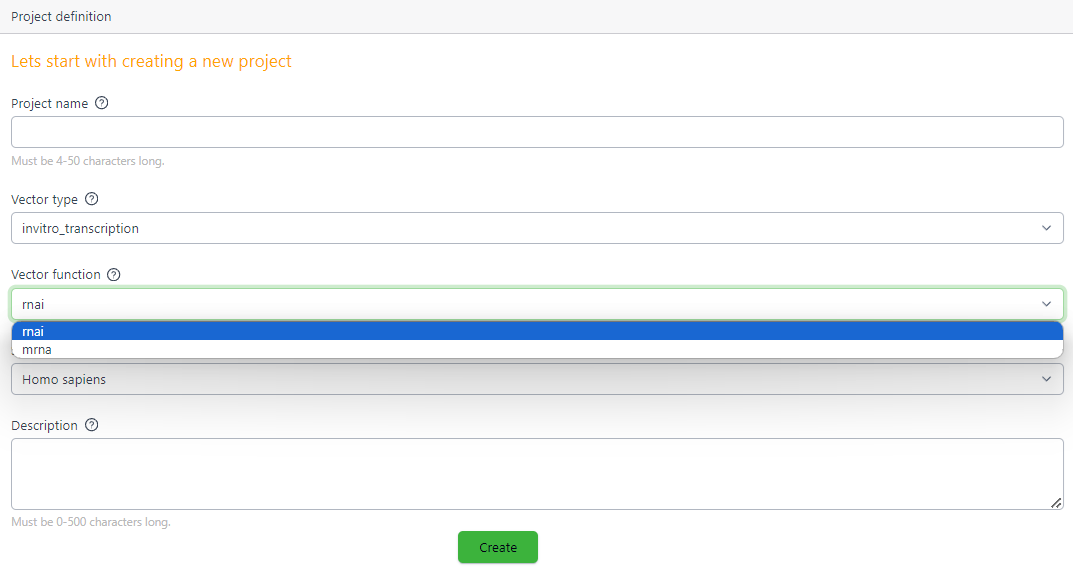 Project definition
Lets start with creating a new project
Project name
Must be 4-50 characters long.
Vector type
invitro_transcription
Vector function
rnai
rnai
mrna
Homo sapiens
Description
Must be 0-500 characters long.
Create